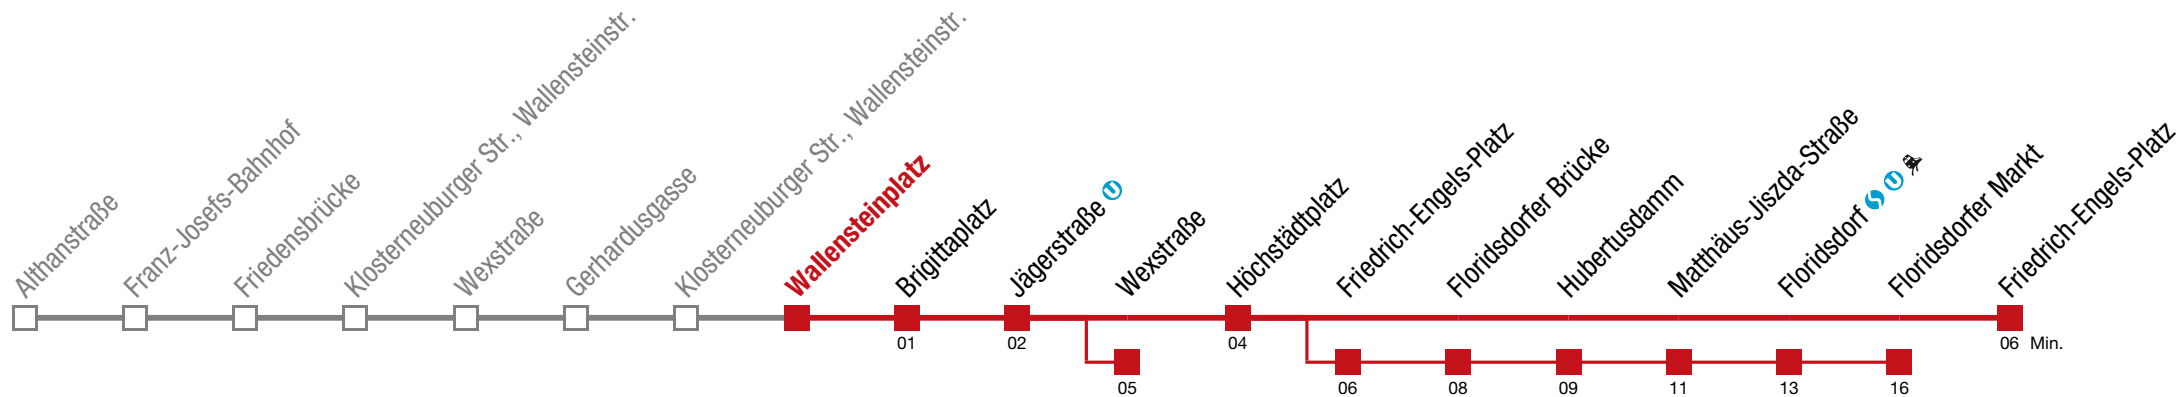 Althanstraße
Franz-Josefs-Bahnhof
Friedensbrücke
Klosterneuburger Str., Wallensteinstr.
Wexstraße
Gerhardusgasse
Klosterneuburger Str., Wallensteinstr.
Wallensteinplatz
Brigittaplatz
Jägerstraße U
Wexstraße
Höchstädtplatz
Friedrich-Engels-Platz
Floridsdorfer Brücke
Hubertusdamm
Matthäus-Jiszda-Straße
Floridsdorf S U
Floridsdorfer Markt
Friedrich-Engels-Platz
01 02 04 06 Min.
05 06 08 09 11 13 16